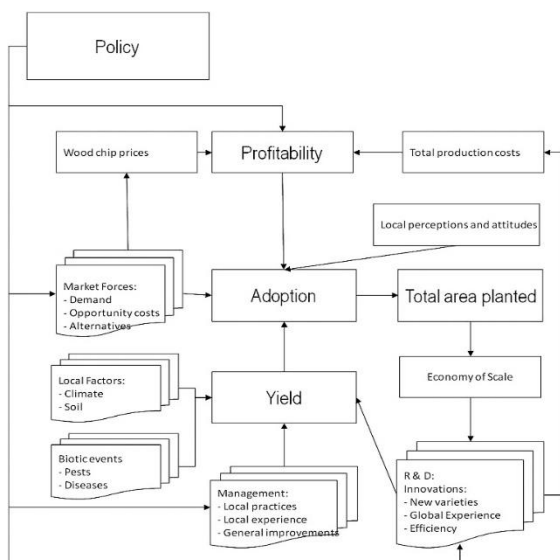 Policy
Wood chip prices
Profitability
Total production costs
Local perceptions and attitudes
Market Forces:
- Demand
- Opportunity costs
- Alternatives
Adoption
Total area planted
Local Factors:
- Climate
- Soil
Yield
Economy of Scale
Biotic events
- Pests
- Diseases
Management:
- Local practices
- Local experience
- General improvements
R & D:
Innovations:
- New varieties
- Global Experience
- Efficiency